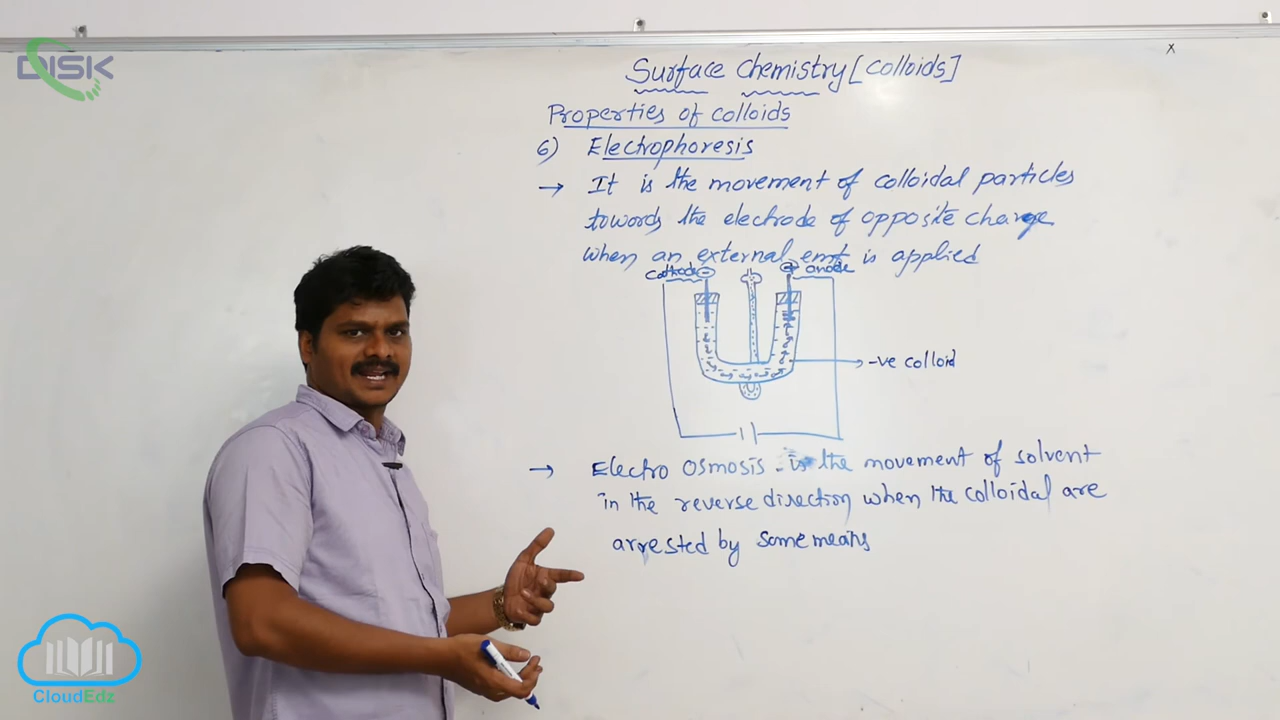 DISK
x
Surface chemistry [colloids]
Properties of colloids
6) Electrophoresis
→ It is the movement of colloidal particles
towards the electrode of opposite charge
when an external emf is applied
cathode - + anode
-ve colloid
→ Electro osmosis. is the movement of solvent
in the reverse direction when the colloidal are
arrested by some means
CloudEdz